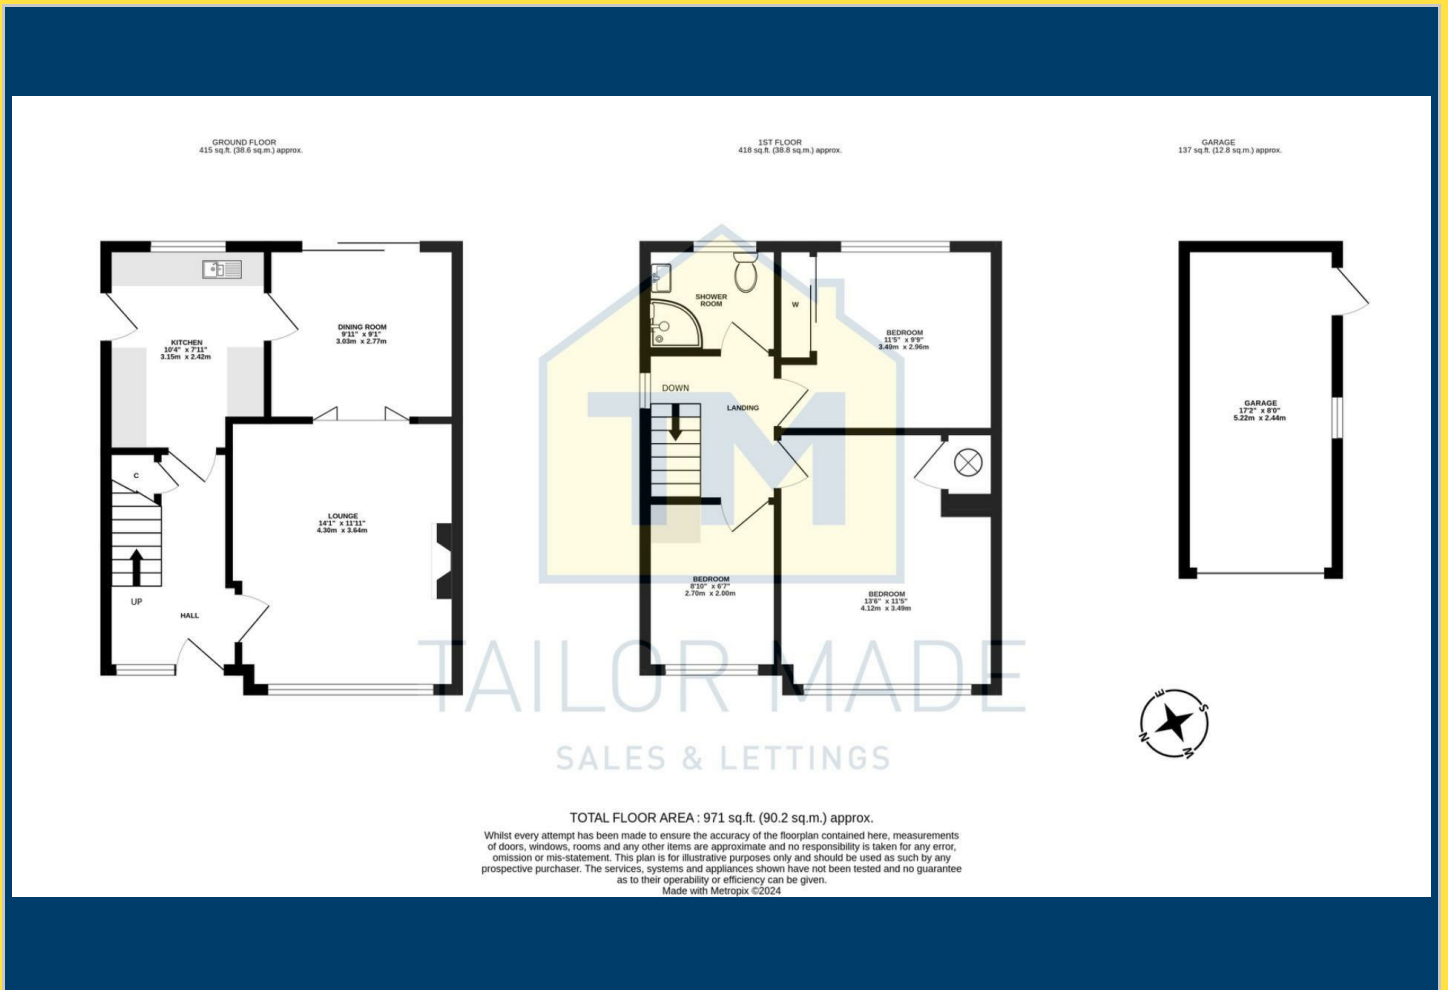 GROUND FLOOR
415 sq.ft. (38.6 sq.m.) approx.
1ST FLOOR
418 sq.ft. (38.8 sq.m.) approx.
GARAGE
137 sq.ft. (12.8 sq.m.) approx.
KITCHEN
10'4" x 7'11"
3.15m x 2.42m
DINING ROOM
9'11" x 9'1"
3.03m x 2.77m
C
LOUNGE
14'1" x 11'11"
4.30m x 3.64m
UP
HALL
SHOWER
ROOM
W
BEDROOM
11'5" x 9'9"
3.49m x 2.96m
DOWN
LANDING
TM
BEDROOM
8'10" x 6'7"
2.70m x 2.00m
BEDROOM
13'6" x 11'5"
4.12m x 3.49m
GARAGE
17'2" x 8'0"
5.22m x 2.44m
TAILOR MADE
SALES & LETTINGS
E
S
N
W
TOTAL FLOOR AREA : 971 sq.ft. (90.2 sq.m.) approx.
Whilst every attempt has been made to ensure the accuracy of the floorplan contained here, measurements
of doors, windows, rooms and any other items are approximate and no responsibility is taken for any error,
omission or mis-statement. This plan is for illustrative purposes only and should be used as such by any
prospective purchaser. The services, systems and appliances shown have not been tested and no guarantee
as to their operability or efficiency can be given.
Made with Metropix ©2024